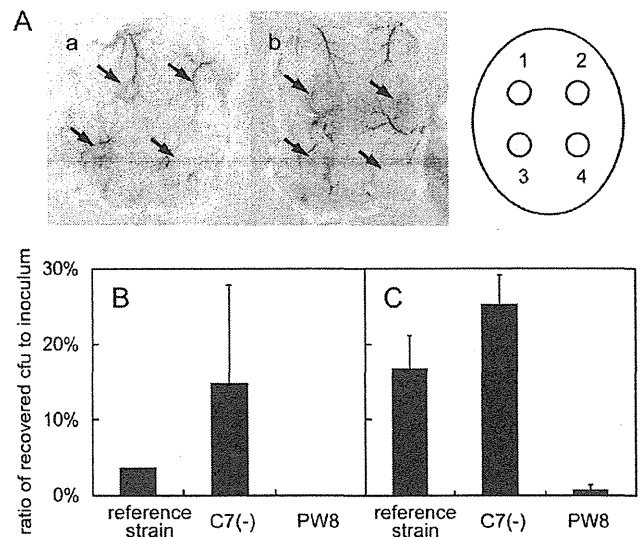 A
a
b
1 2
3 4
ratio of recovered cfu to inoculum
30%
20%
10%
0%
B
C
reference strain
C7(-)
PW8
reference strain
C7(-)
PW8